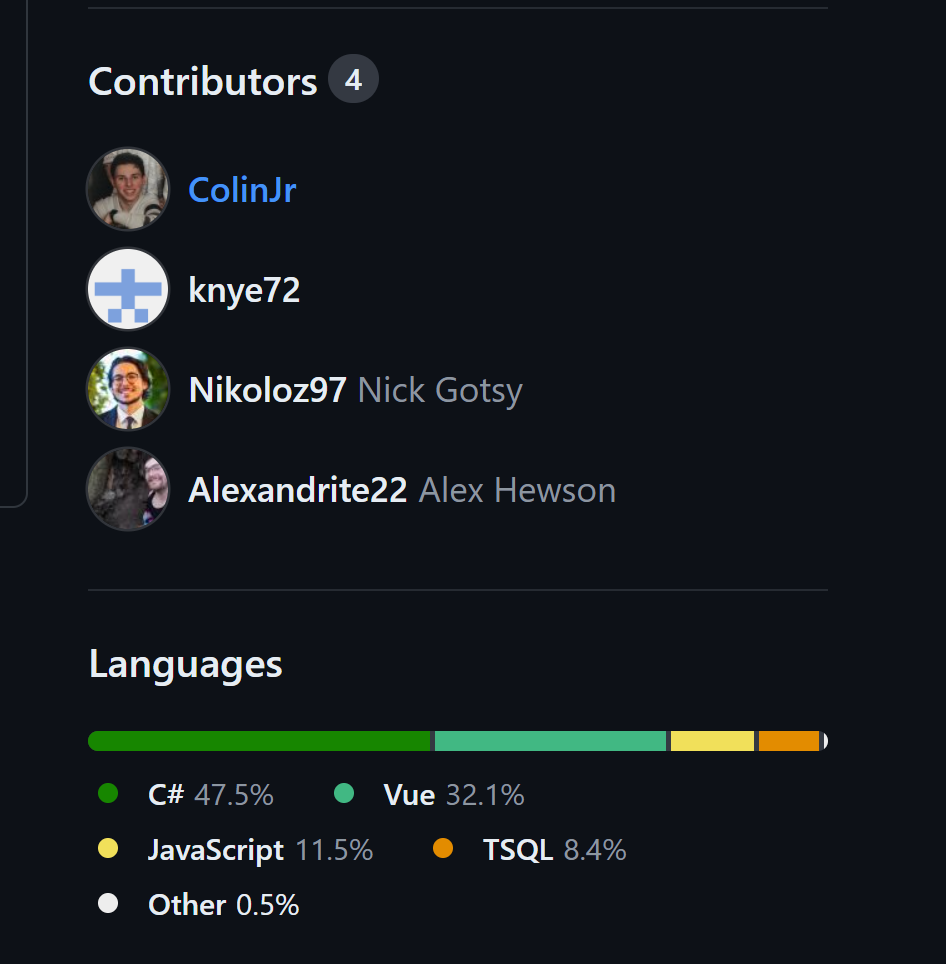 Contributors 4
ColinJr
knye72
Nikoloz97 Nick Gotsy
Alexandrite22 Alex Hewson
Languages
C# 47.5% Vue 32.1%
JavaScript 11.5% TSQL 8.4%
Other 0.5%